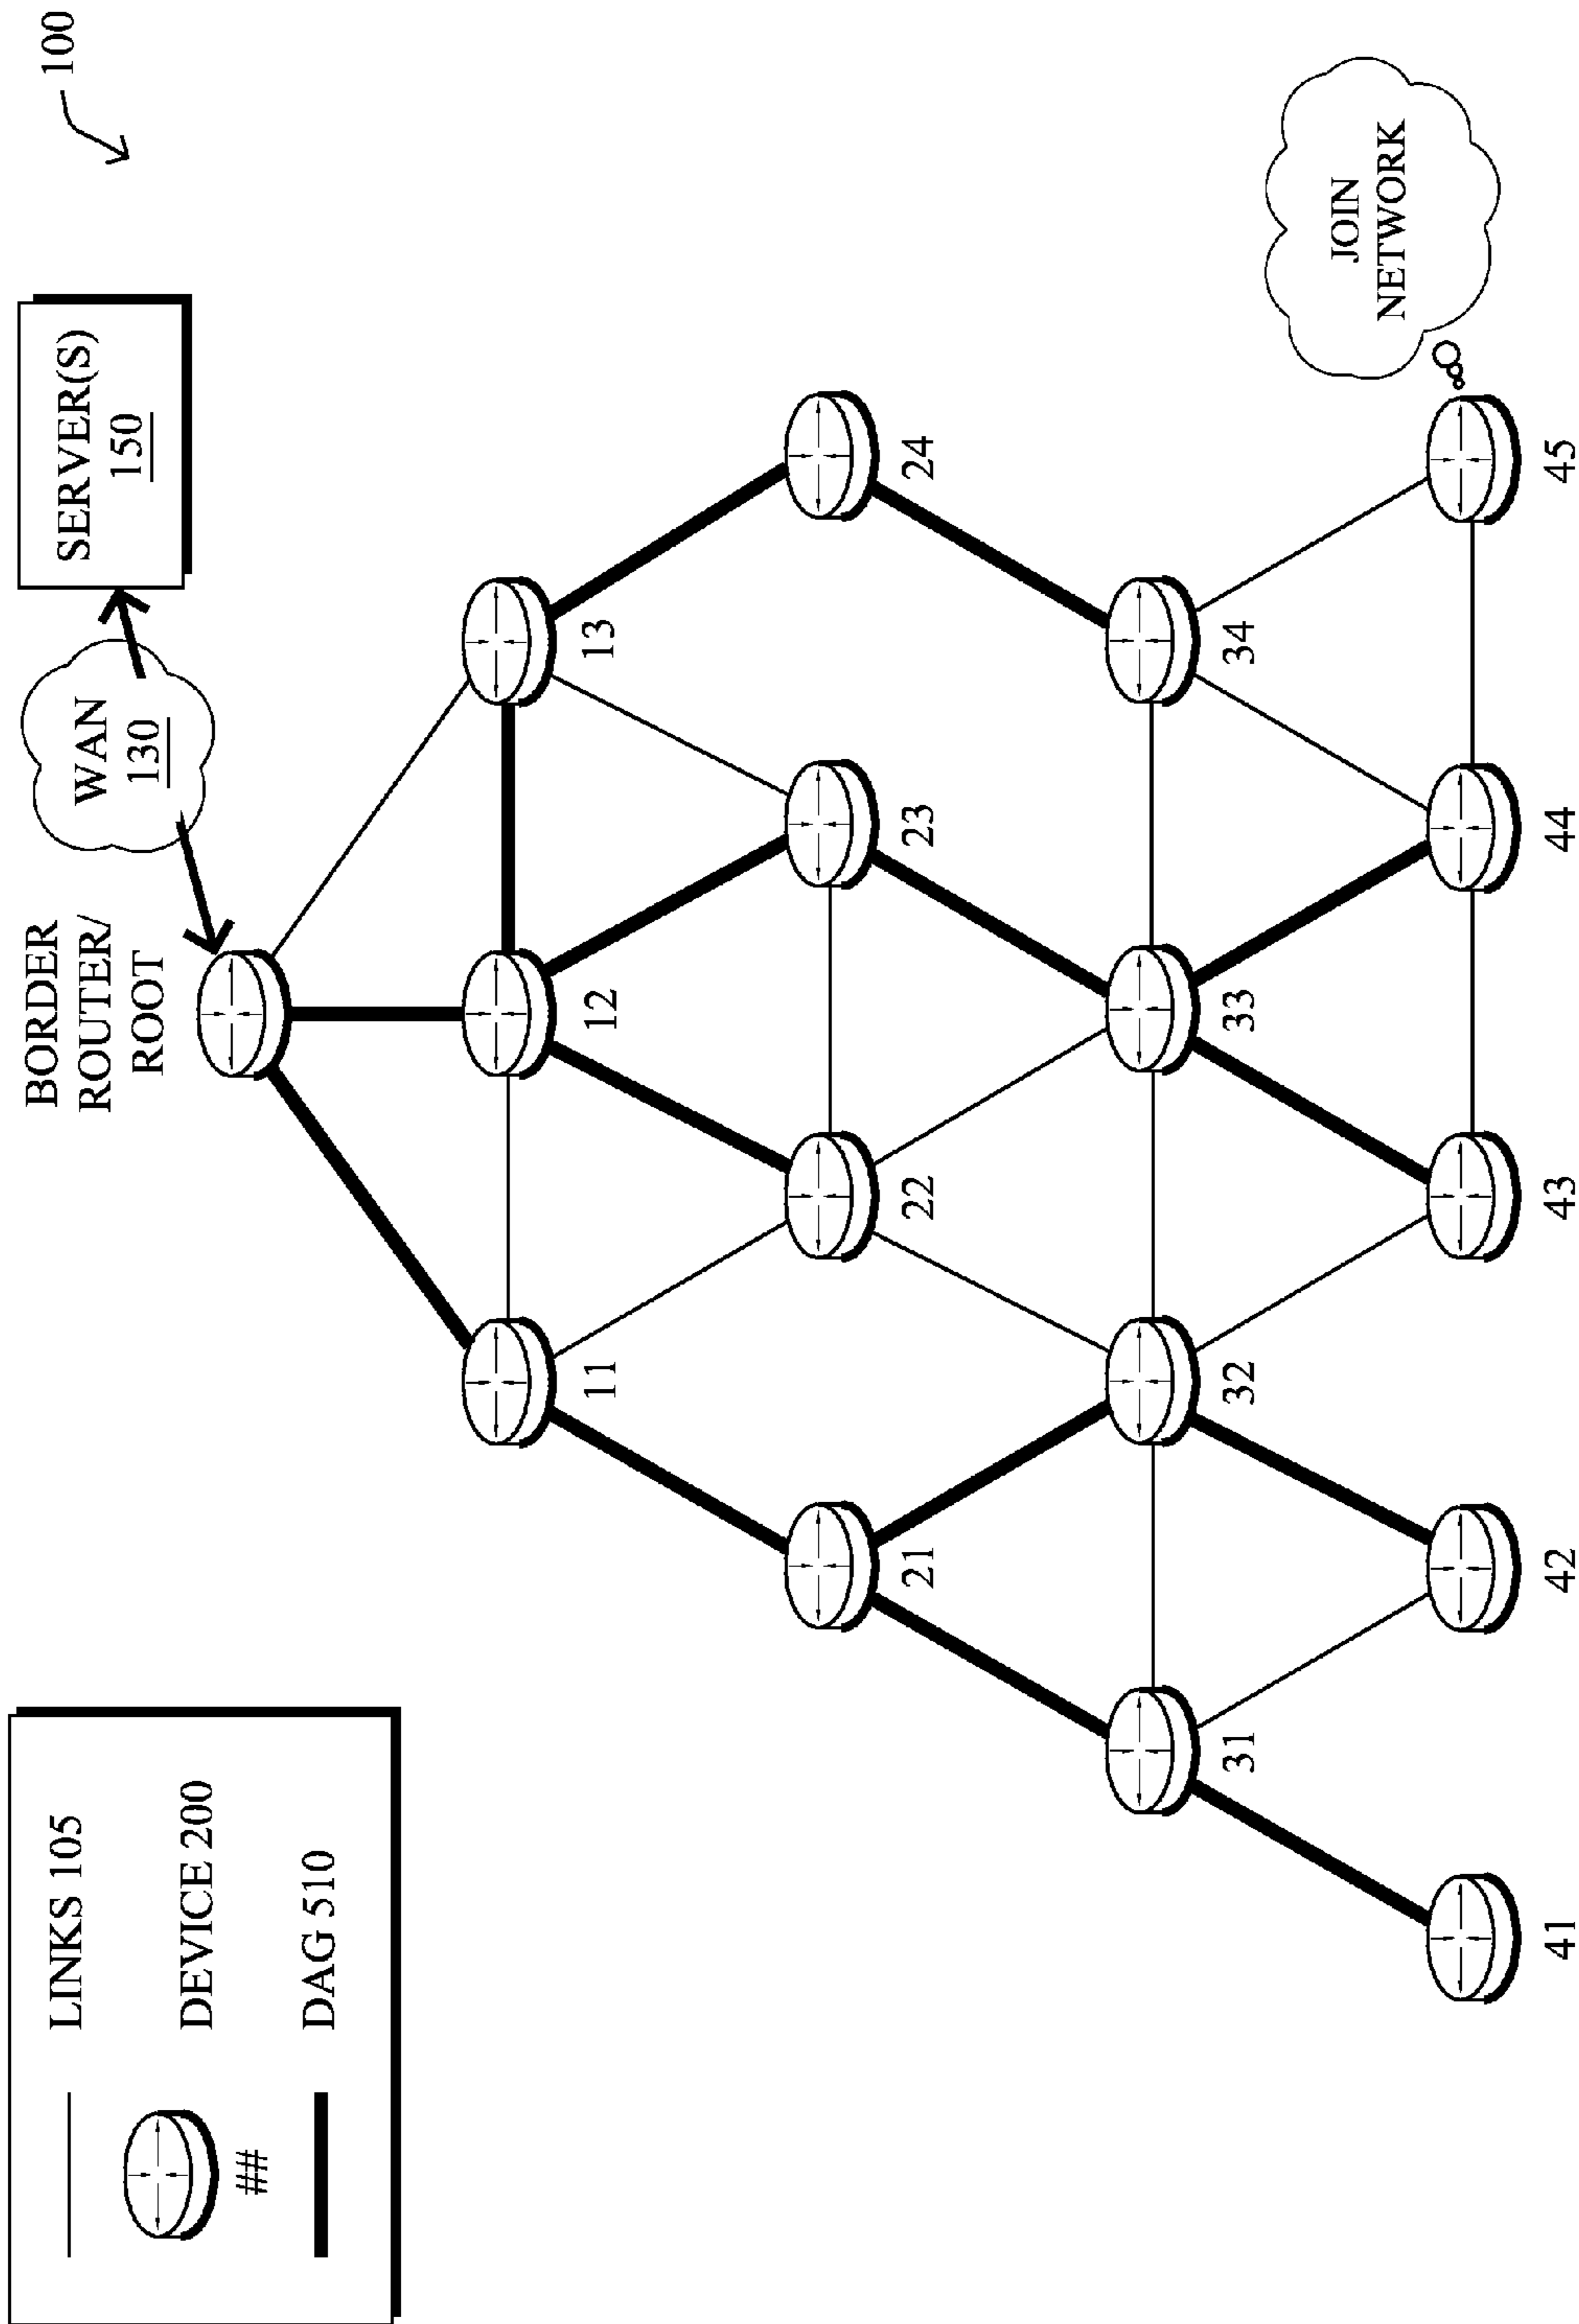 100
LINKS 105
DEVICE 200
##
DAG 510
BORDER
ROUTER/
ROOT
WAN
130
SERVER(S)
150
11
12
13
21
22
23
24
31
32
33
34
41
42
43
44
45
JOIN
NETWORK